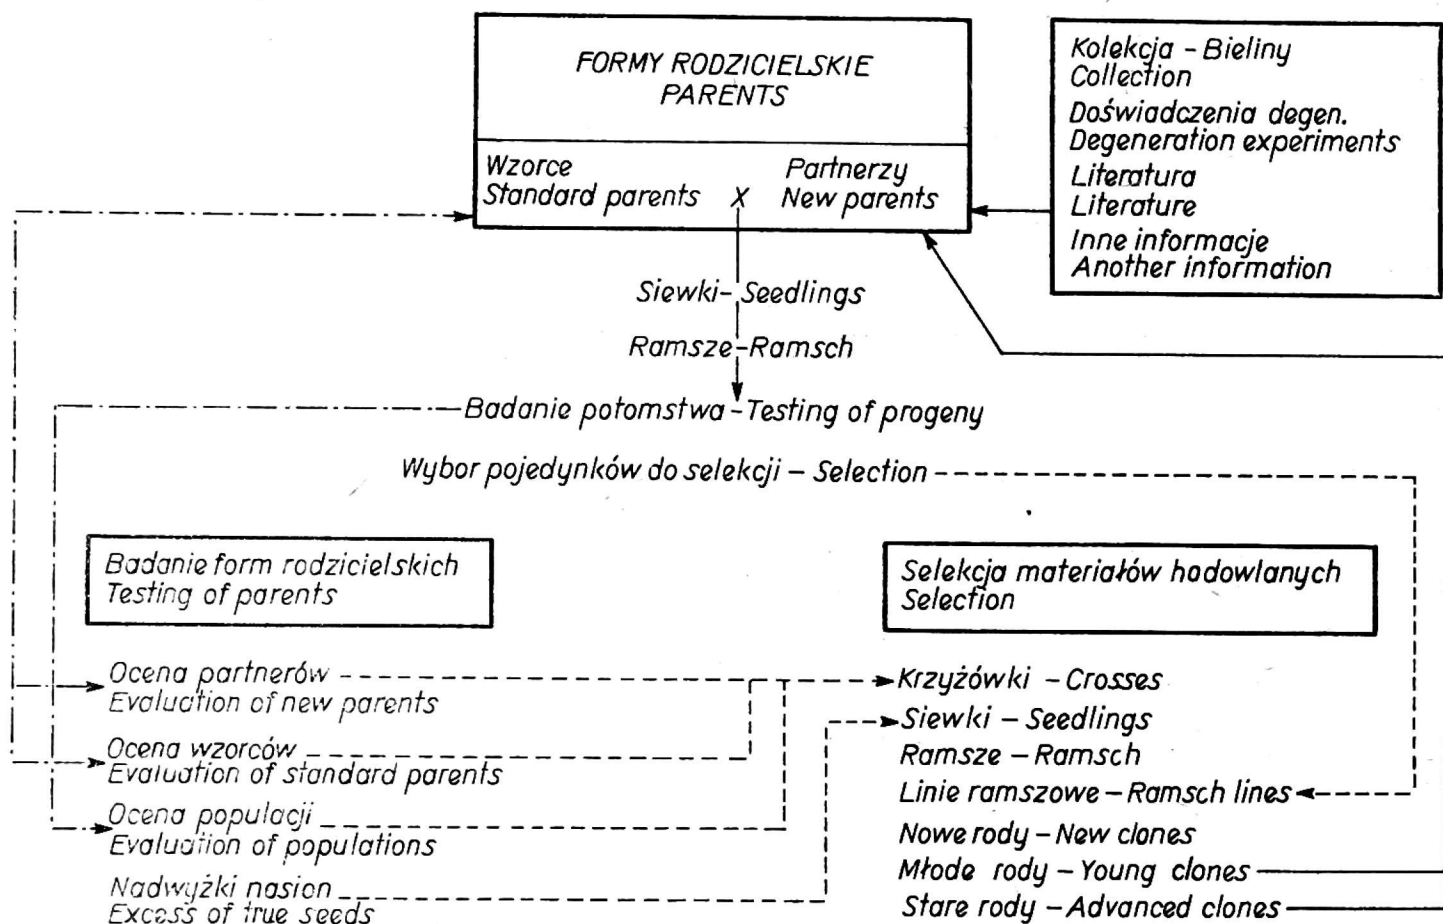 FORMY RODZICIELSKIE
PARENTS
Wzorce
Standard parents
X
Partnerzy
New parents
Kolekcja - Bieliny
Collection
Doświadczenia degen.
Degeneration experiments
Literatura
Literature
Inne informacje
Another information
Siewki - Seedlings
Ramsze - Ramsch
Badanie potomstwa - Testing of progeny
Wybor pojedynków do selekcji - Selection
Badanie form rodzicielskich
Testing of parents
Ocena partnerów
Evaluation of new parents
Ocena wzorców
Evaluation of standard parents
Ocena populacji
Evaluation of populations
Nadwyżki nasion
Excess of true seeds
Selekcja materiałów hodowlanych
Selection
Krzyżówki - Crosses
Siewki - Seedlings
Ramsze - Ramsch
Linie ramszowe - Ramsch lines
Nowe rody - New clones
Młode rody - Young clones
Stare rody - Advanced clones